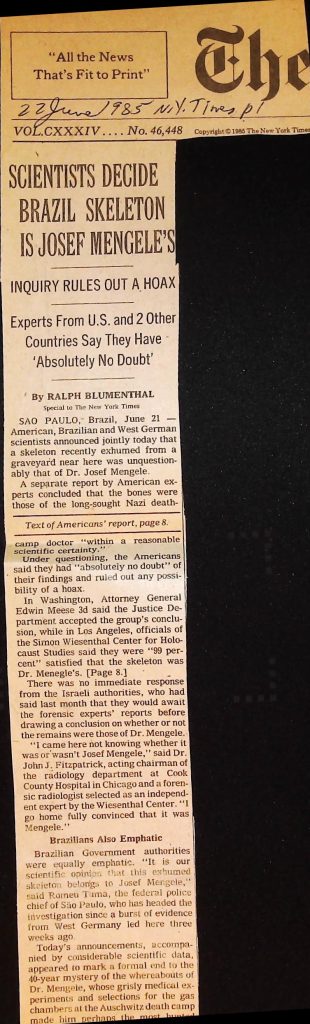 "All the News
That's Fit to Print"
The
22 June 1985 N.Y. Times p1
VOL.CXXXIV.... No. 46,448
Copyright © 1985 The New York Times
SCIENTISTS DECIDE
BRAZIL SKELETON
IS JOSEF MENGELE'S
INQUIRY RULES OUT A HOAX
Experts From U.S. and 2 Other
Countries Say They Have
'Absolutely No Doubt'
By RALPH BLUMENTHAL
Special to The New York Times
SAO PAULO, Brazil, June 21 —
American, Brazilian and West German
scientists announced jointly today that
a skeleton recently exhumed from a
graveyard near here was unquestion-
ably that of Dr. Josef Mengele.
A separate report by American ex-
perts concluded that the bones were
those of the long-sought Nazi death-
Text of Americans' report, page 8.
camp doctor "within a reasonable
scientific certainty."
Under questioning, the Americans
said they had "absolutely no doubt" of
their findings and ruled out any possi-
bility of a hoax.
In Washington, Attorney General
Edwin Meese 3d said the Justice De-
partment accepted the group's conclu-
sion, while in Los Angeles, officials of
the Simon Wiesenthal Center for Holo-
caust Studies said they were "99 per-
cent" satisfied that the skeleton was
Dr. Menegle's. [Page 8.]
There was no immediate response
from the Israeli authorities, who had
said last month that they would await
the forensic experts' reports before
drawing a conclusion on whether or not
the remains were those of Dr. Mengele.
"I came here not knowing whether it
was or wasn't Josef Mengele," said Dr.
John J. Fitzpatrick, acting chairman of
the radiology department at Cook
County Hospital in Chicago and a foren-
sic radiologist selected as an independ-
ent expert by the Wiesenthal Center. "I
go home fully convinced that it was
Mengele."
Brazilians Also Emphatic
Brazilian Government authorities
were equally emphatic. "It is our
scientific opinion that this exhumed
skeleton belongs to Josef Mengele,"
said Romeu Tuma, the federal police
chief of São Paulo, who has headed the
investigation since a burst of evidence
from West Germany led here three
weeks ago.
Today's announcements, accompa-
nied by considerable scientific data,
appeared to mark a formal end to the
40-year mystery of the whereabouts of
Dr. Mengele, whose grisly medical ex-
periments and selections for the gas
chambers at the Auschwitz death camp
made him perhaps the most hunted